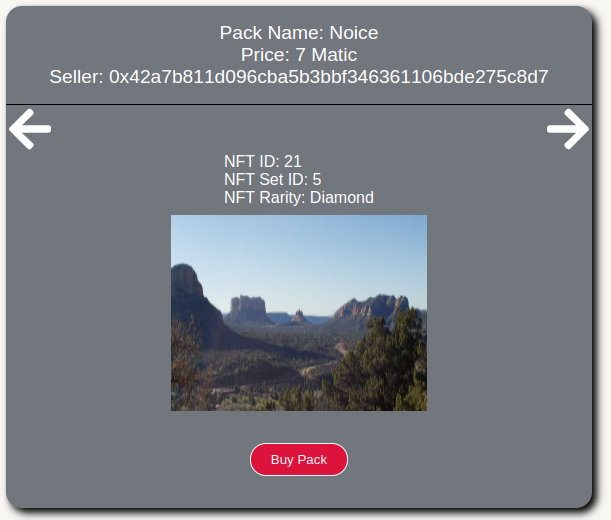 Pack Name: Noice
Price: 7 Matic
Seller: 0x42a7b811d096cba5b3bbf346361106bde275c8d7
NFT ID: 21
NFT Set ID: 5
NFT Rarity: Diamond
Buy Pack